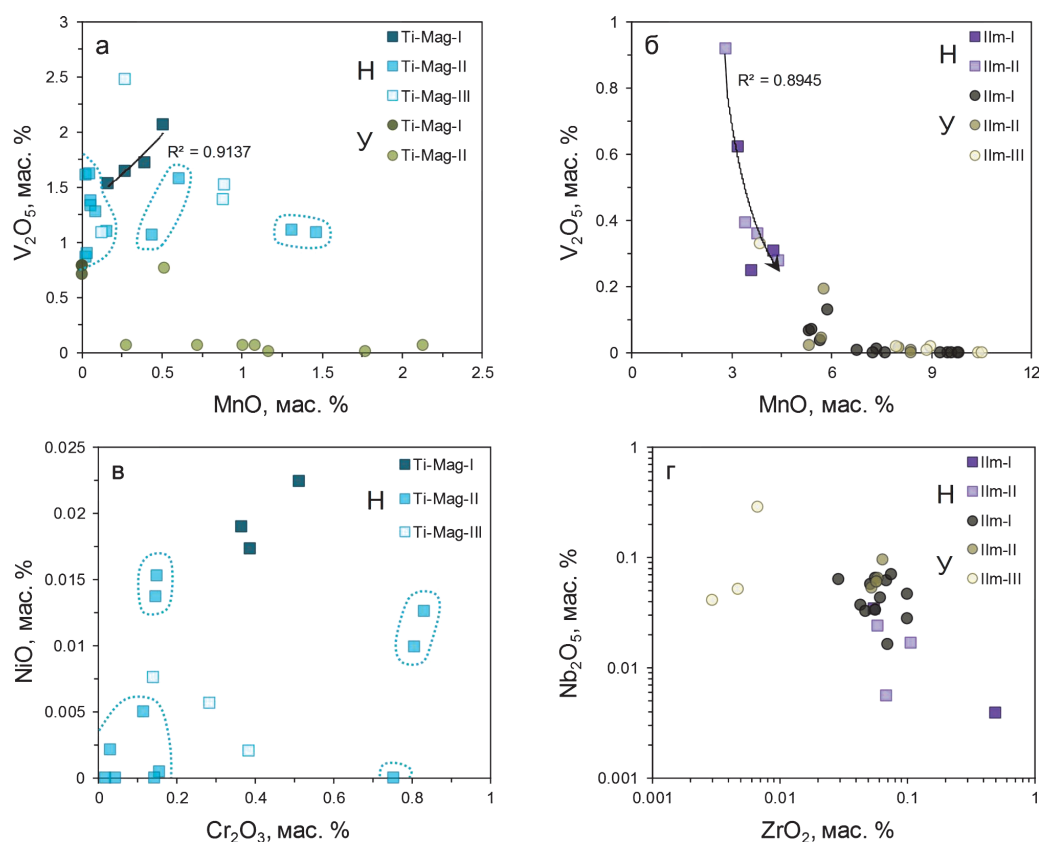 а
3
2.5
2
1.5
1
0.5
0
0
0.5
1
1.5
2
2.5
V₂O₅, мас. %
MnO, мас. %
Ti-Mag-I
Н
Ti-Mag-II
Ti-Mag-III
У
Ti-Mag-I
Ti-Mag-II
R² = 0.9137
б
1
0.8
0.6
0.4
0.2
0
0
3
6
9
12
V₂O₅, мас. %
MnO, мас. %
Ilm-I
Н
Ilm-II
Ilm-I
У
Ilm-II
Ilm-III
R² = 0.8945
в
0.025
0.02
0.015
0.01
0.005
0
0
0.2
0.4
0.6
0.8
1
NiO, мас. %
Cr₂O₃, мас. %
Ti-Mag-I
Н
Ti-Mag-II
Ti-Mag-III
г
1
0.1
0.01
0.001
0.001
0.01
0.1
1
Nb₂O₅, мас. %
ZrO₂, мас. %
Ilm-I
Н
Ilm-II
Ilm-I
У
Ilm-II
Ilm-III